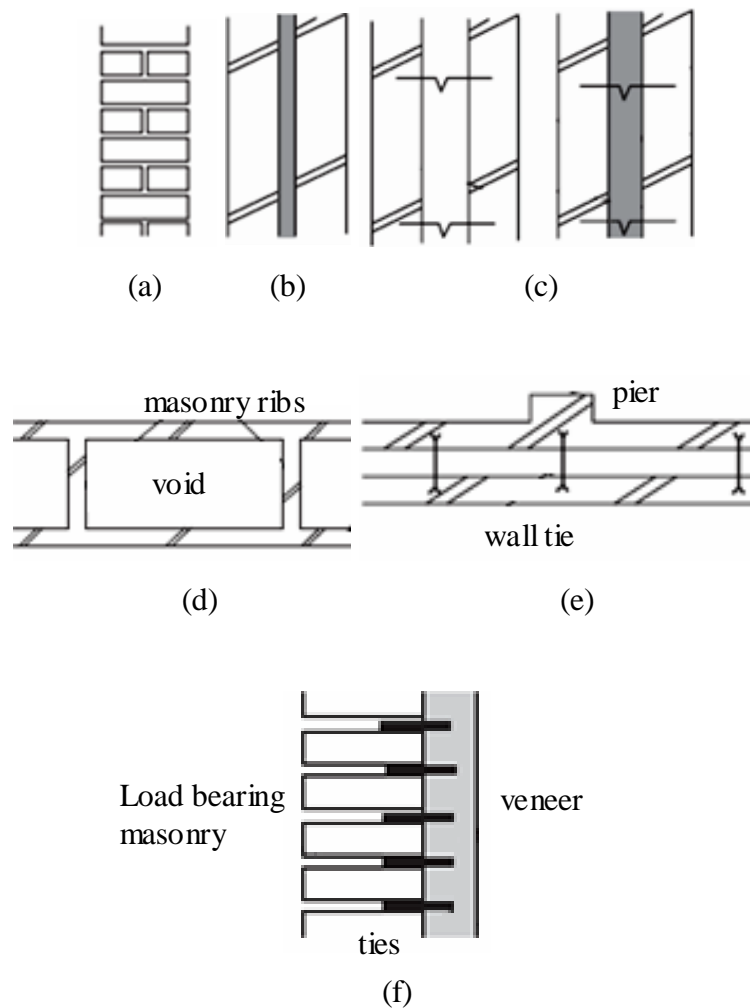 (a)
(b)
(c)
masonry ribs
void
(d)
pier
wall tie
(e)
Load bearing
masonry
veneer
ties
(f)